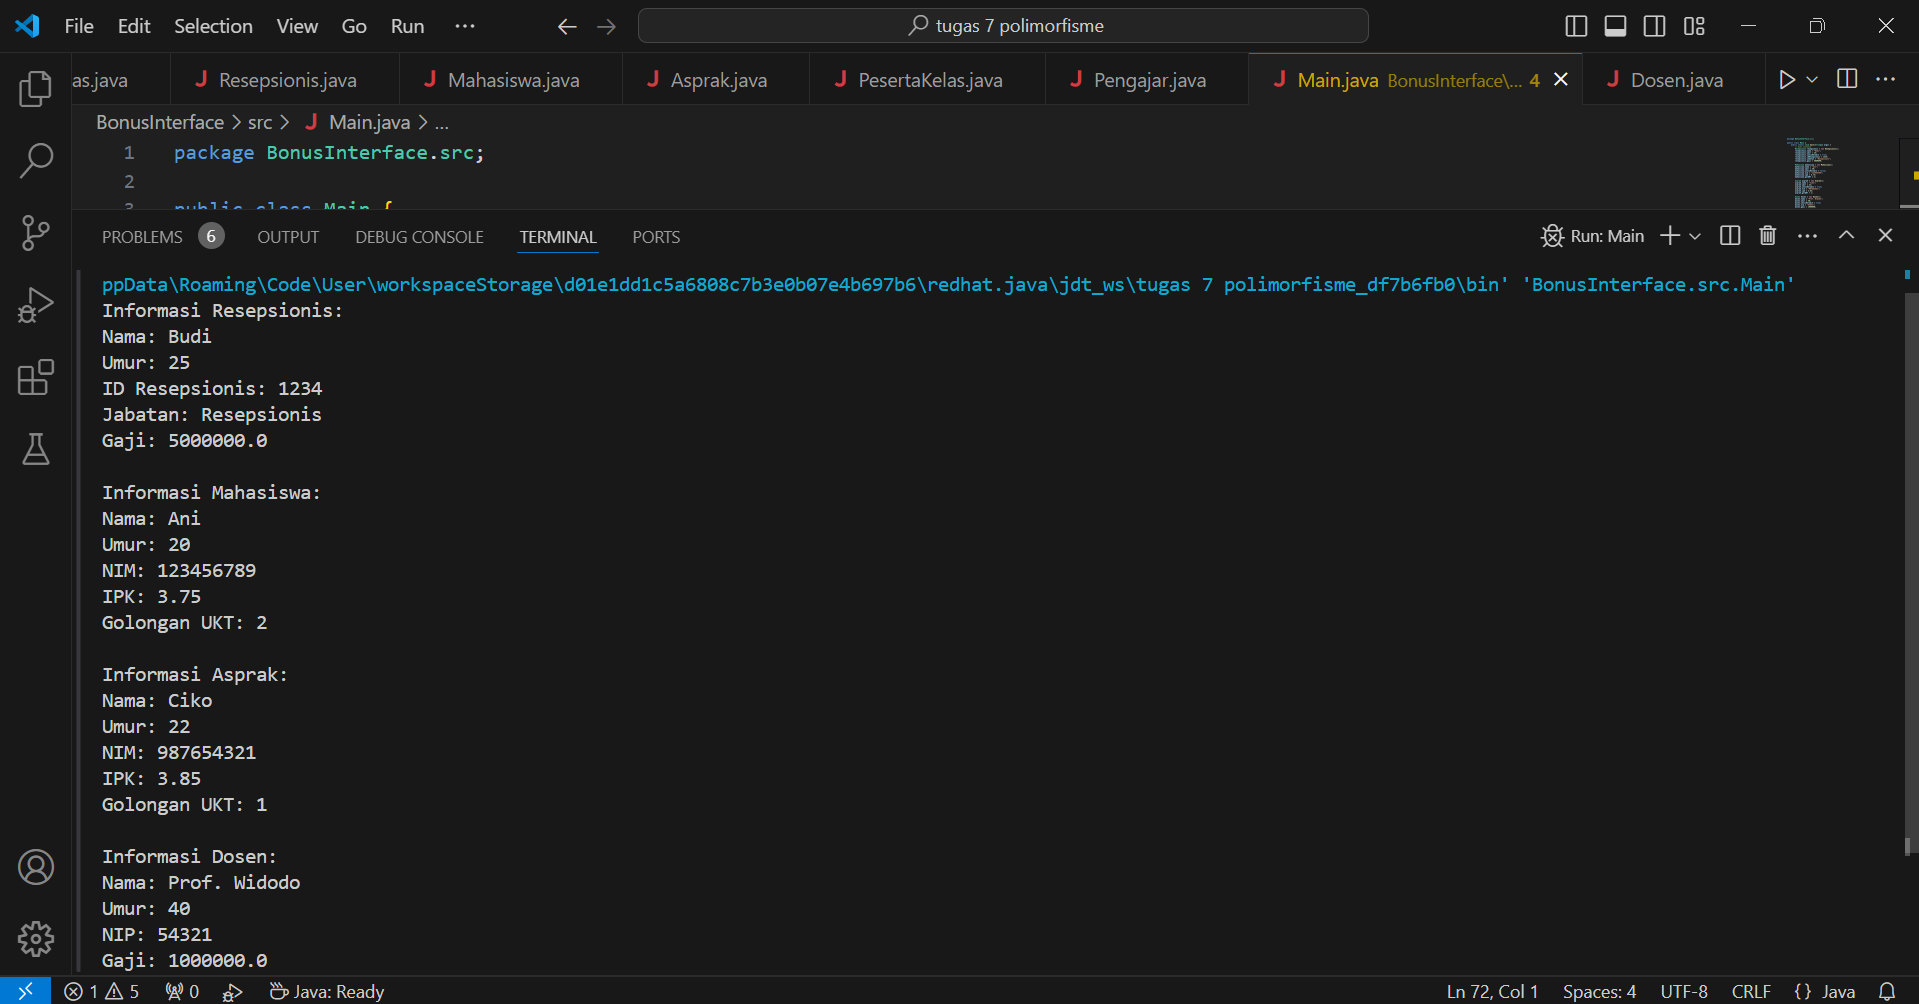 File Edit Selection View Go Run ···
tugas 7 polimorfisme
as.java
Resepsionis.java
Mahasiswa.java
Asprak.java
PesertaKelas.java
Pengajar.java
Main.java BonusInterface\... 4
Dosen.java
BonusInterface > src > Main.java > ...
1 package BonusInterface.src;
2
3 public class Main {
PROBLEMS 6 OUTPUT DEBUG CONSOLE TERMINAL PORTS
Run: Main
ppData\Roaming\Code\User\workspaceStorage\d01e1dd1c5a6808c7b3e0b07e4b697b6\redhat.java\jdt_ws\tugas 7 polimorfisme_df7b6fb0\bin' 'BonusInterface.src.Main'
Informasi Resepsionis:
Nama: Budi
Umur: 25
ID Resepsionis: 1234
Jabatan: Resepsionis
Gaji: 5000000.0
Informasi Mahasiswa:
Nama: Ani
Umur: 20
NIM: 123456789
IPK: 3.75
Golongan UKT: 2
Informasi Asprak:
Nama: Ciko
Umur: 22
NIM: 987654321
IPK: 3.85
Golongan UKT: 1
Informasi Dosen:
Nama: Prof. Widodo
Umur: 40
NIP: 54321
Gaji: 1000000.0
1 5 0 Java: Ready
Ln 72, Col 1 Spaces: 4 UTF-8 CRLF {} Java